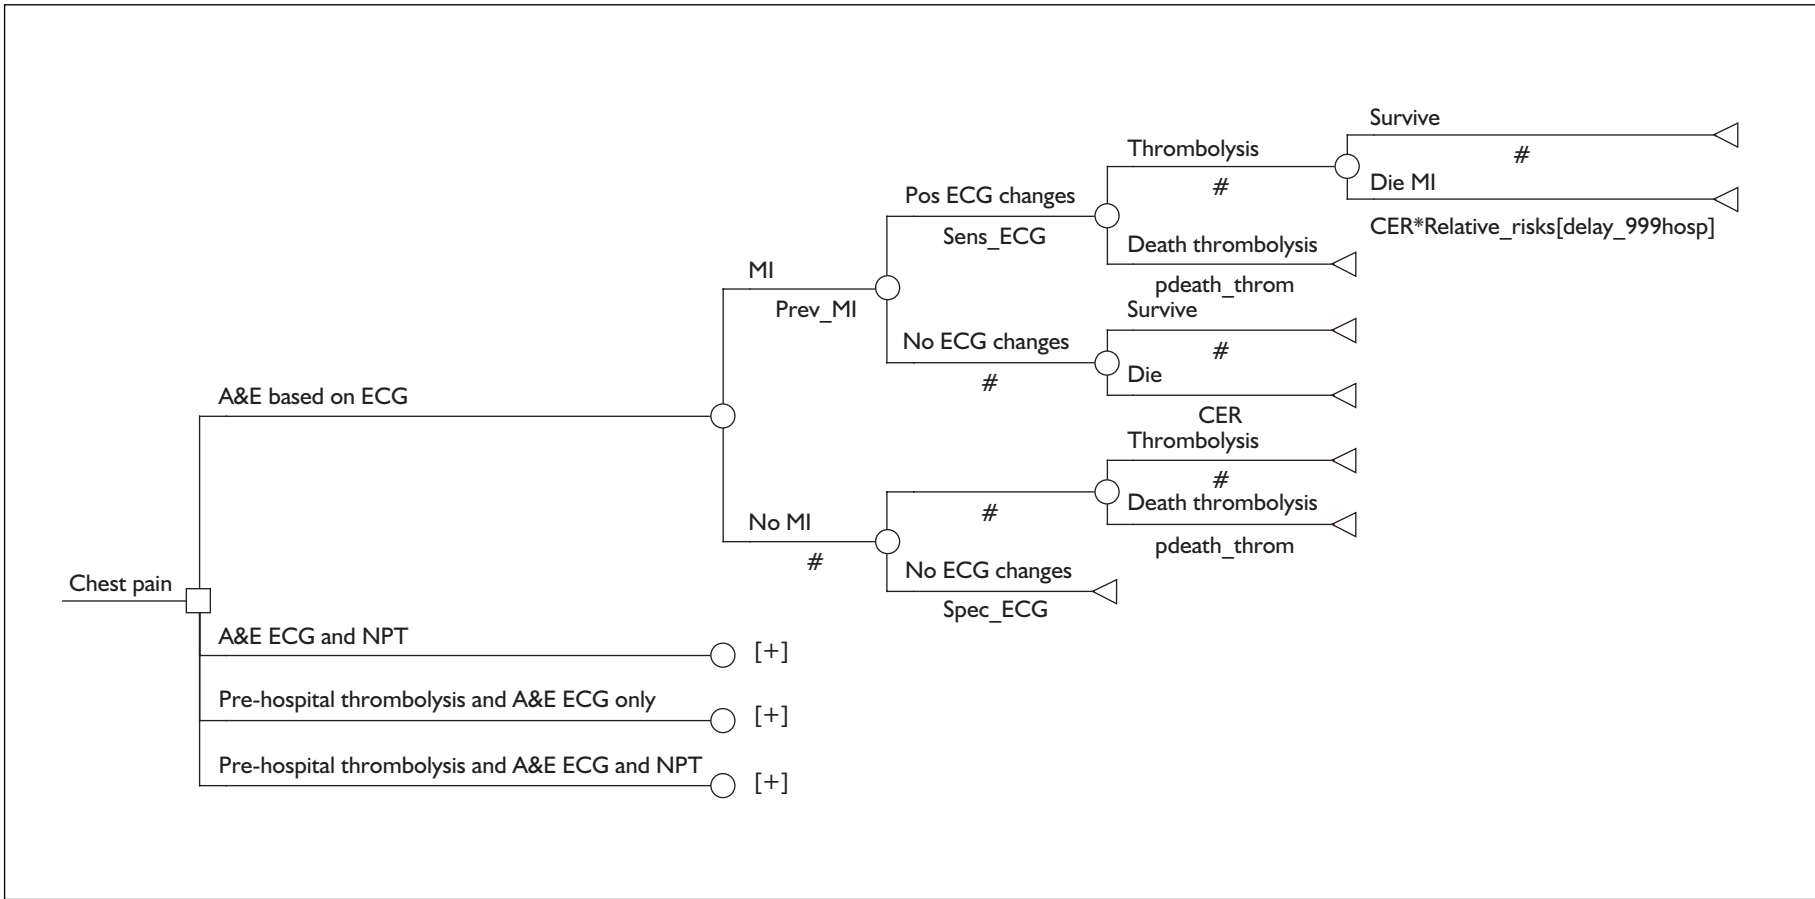 Survive
#
Thrombolysis
#
Die MI
CER*Relative_risks[delay_999hosp]
Pos ECG changes
Sens_ECG
Death thrombolysis
pdeath_throm
MI
Prev_MI
Survive
#
No ECG changes
#
Die
CER
A&E based on ECG
Thrombolysis
#
#
Death thrombolysis
pdeath_throm
No MI
#
No ECG changes
Spec_ECG
Chest pain
A&E ECG and NPT [+]
Pre-hospital thrombolysis and A&E ECG only [+]
Pre-hospital thrombolysis and A&E ECG and NPT [+]